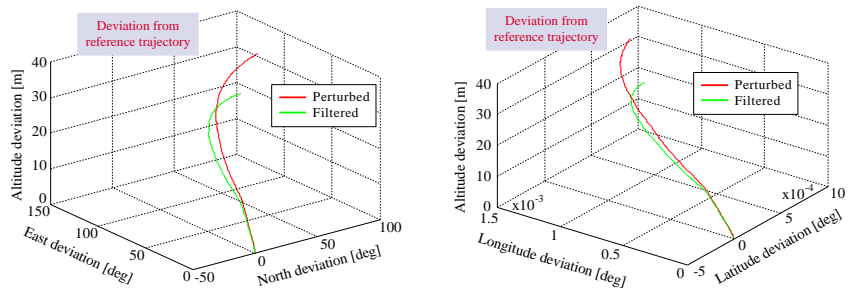 Deviation from
reference trajectory
Altitude deviation [m]
40
30
20
10
0
150
100
50
0
East deviation [deg]
-50
0
50
100
North deviation [deg]
Perturbed
Filtered
Deviation from
reference trajectory
Altitude deviation [m]
40
30
20
10
0
1.5
x10-3
1
0.5
0
Longitude deviation [deg]
-5
0
5
10
x10-4
Latitude deviation [deg]
Perturbed
Filtered